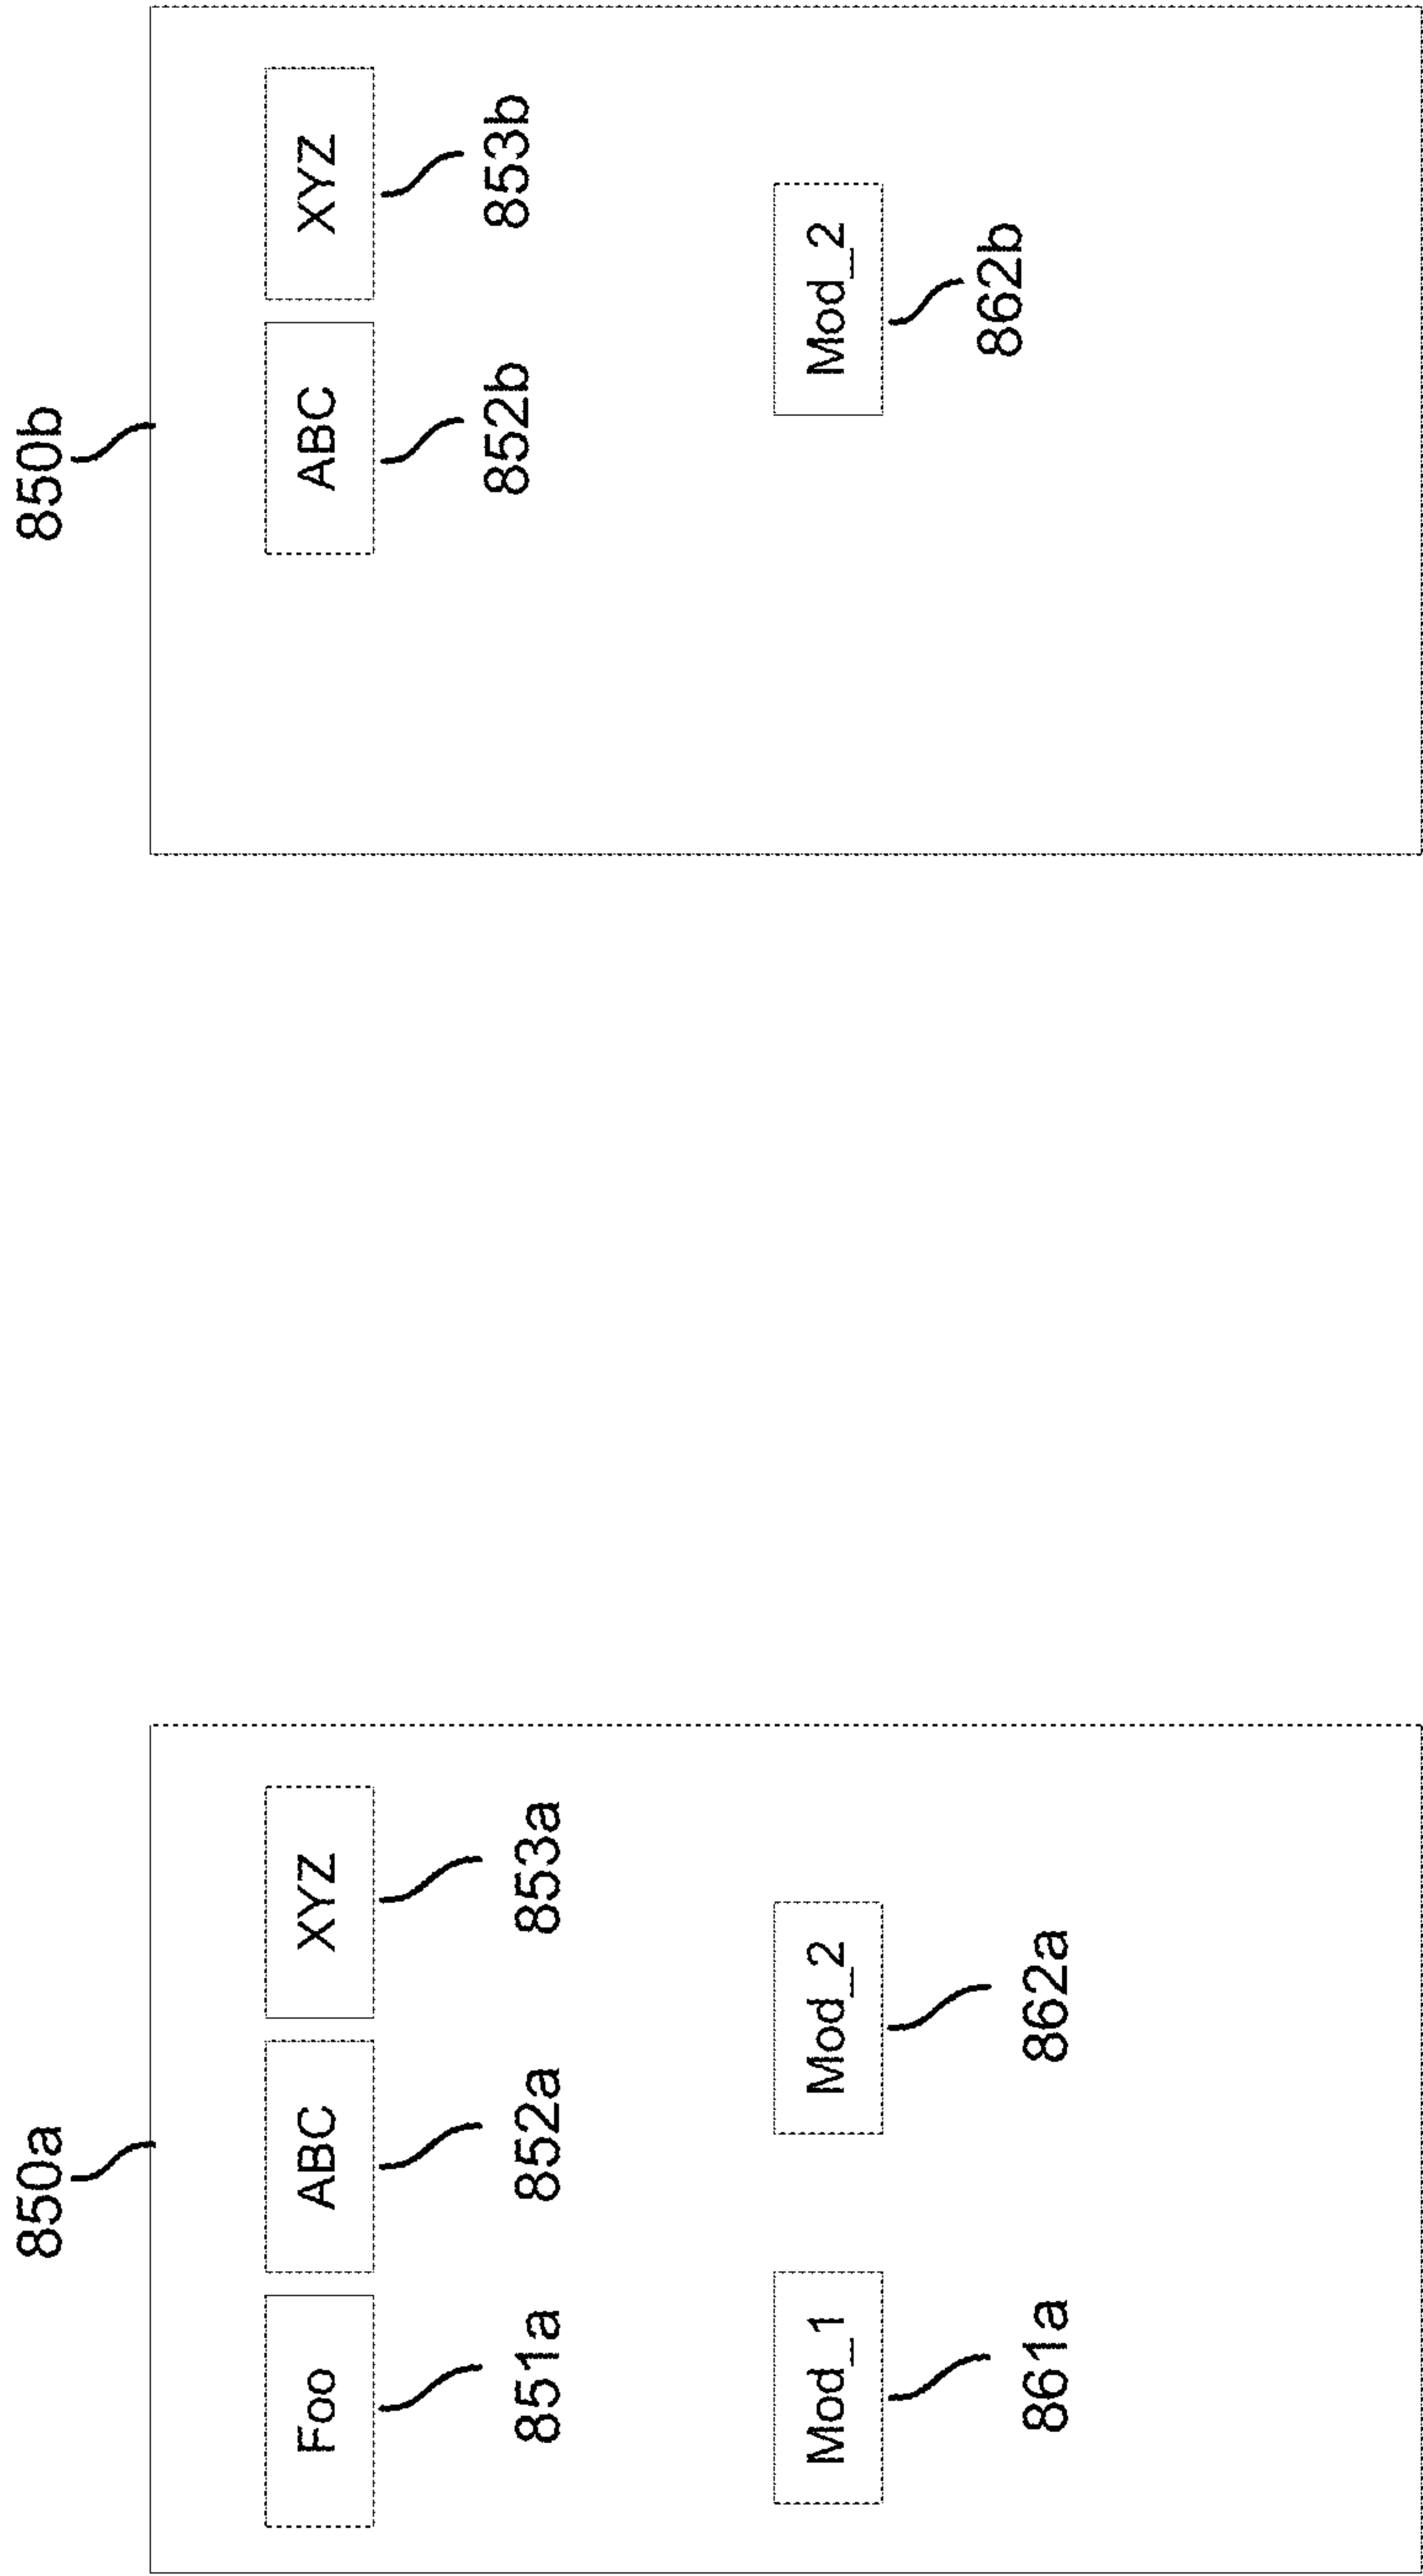 850a
850b
Foo
ABC
XYZ
ABC
XYZ
851a
852a
853a
852b
853b
Mod_1
Mod_2
Mod_2
861a
862a
862b